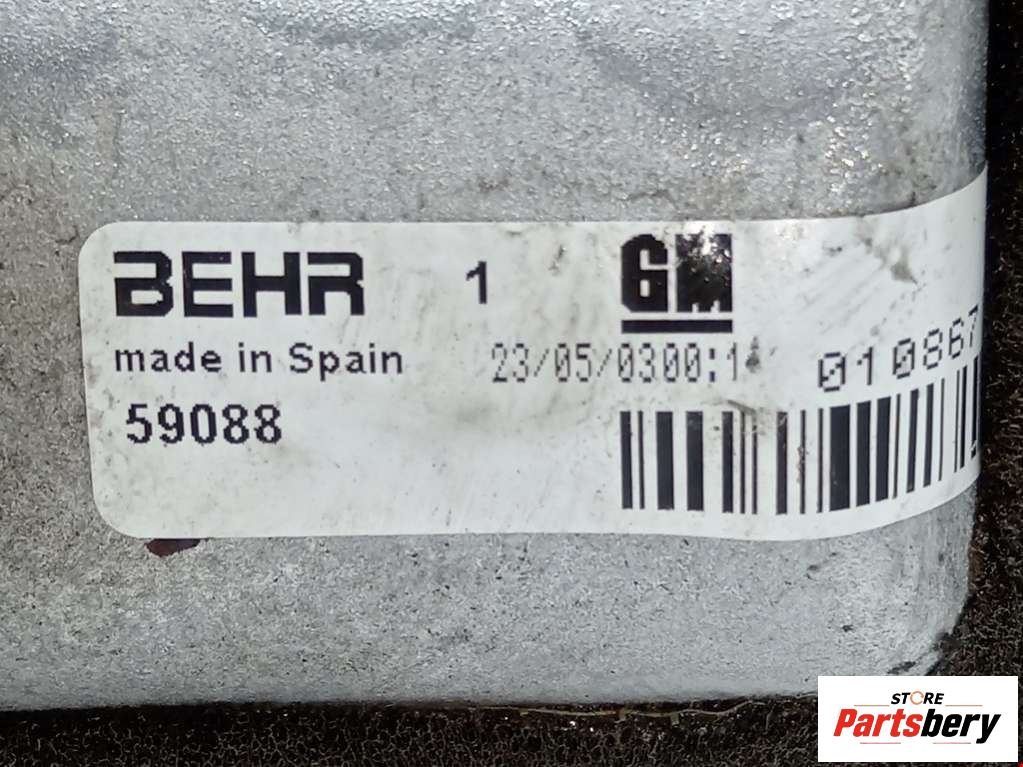 BEHR 1 GM
made in Spain 23/05/0300:1
59088 010867
STORE
Partsbery